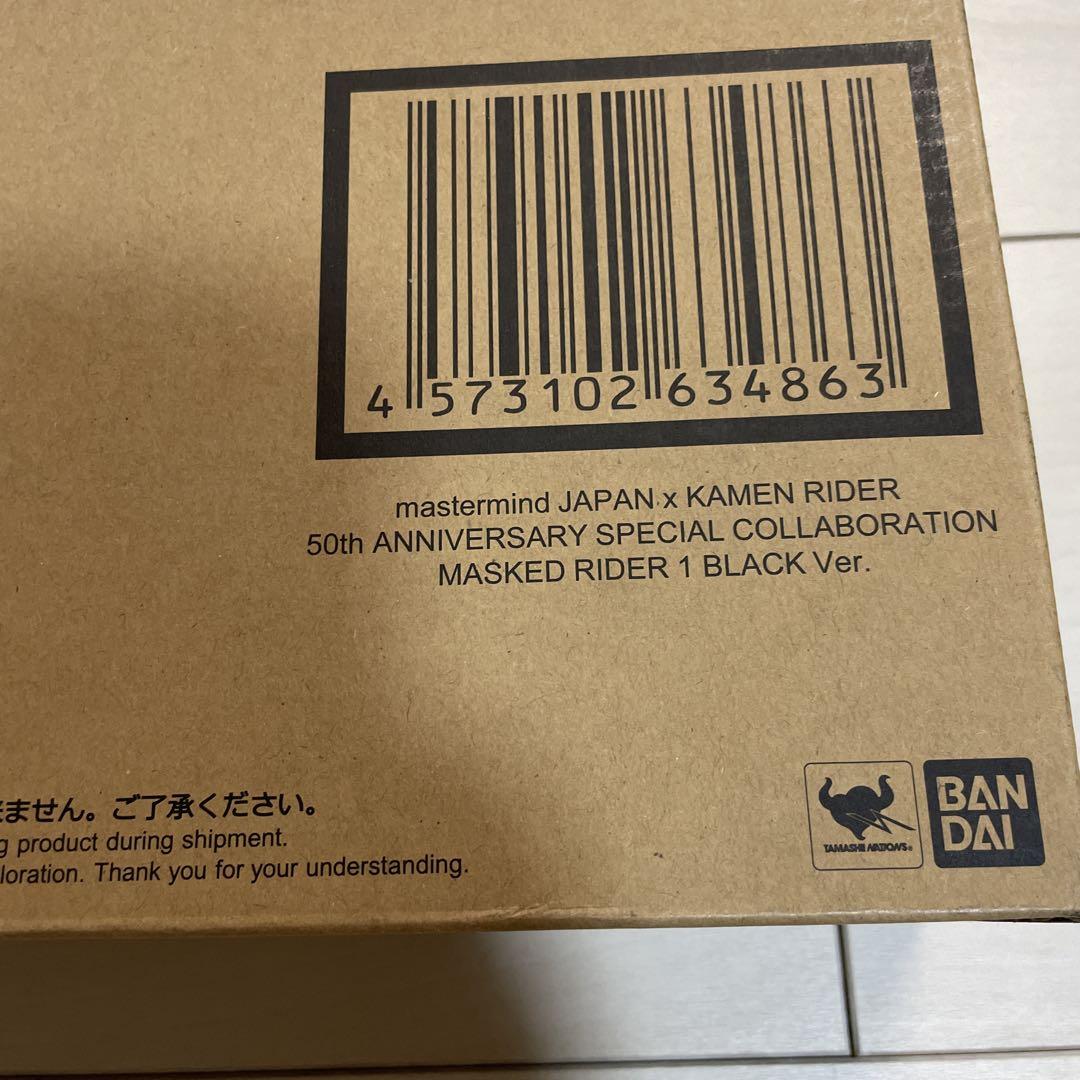 4 573102 634863
mastermind JAPAN x KAMEN RIDER
50th ANNIVERSARY SPECIAL COLLABORATION
MASKED RIDER 1 BLACK Ver.
ません。ご了承ください。
g product during shipment.
loration. Thank you for your understanding.
TAMASHII NATIONS®
BAN
DAI